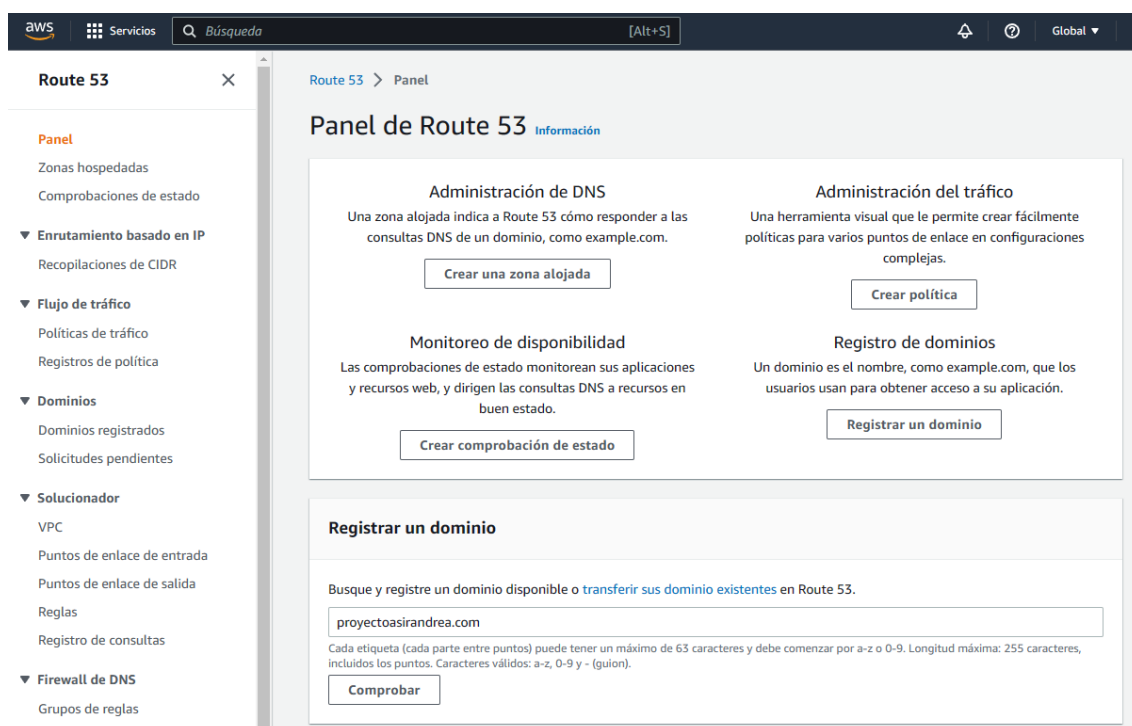 aws
Servicios
Búsqueda
[Alt+S]
Global
Route 53
Panel
Zonas hospedadas
Comprobaciones de estado
Enrutamiento basado en IP
Recopilaciones de CIDR
Flujo de tráfico
Políticas de tráfico
Registros de política
Dominios
Dominios registrados
Solicitudes pendientes
Solucionador
VPC
Puntos de enlace de entrada
Puntos de enlace de salida
Reglas
Registro de consultas
Firewall de DNS
Grupos de reglas
Route 53 > Panel
Panel de Route 53 Información
Administración de DNS
Una zona alojada indica a Route 53 cómo responder a las
consultas DNS de un dominio, como example.com.
Crear una zona alojada
Administración del tráfico
Una herramienta visual que le permite crear fácilmente
políticas para varios puntos de enlace en configuraciones
complejas.
Crear política
Monitoreo de disponibilidad
Las comprobaciones de estado monitorean sus aplicaciones
y recursos web, y dirigen las consultas DNS a recursos en
buen estado.
Crear comprobación de estado
Registro de dominios
Un dominio es el nombre, como example.com, que los
usuarios usan para obtener acceso a su aplicación.
Registrar un dominio
Registrar un dominio
Busque y registre un dominio disponible o transferir sus dominio existentes en Route 53.
proyectoasirandrea.com
Cada etiqueta (cada parte entre puntos) puede tener un máximo de 63 caracteres y debe comenzar por a-z o 0-9. Longitud máxima: 255 caracteres,
incluidos los puntos. Caracteres válidos: a-z, 0-9 y - (guion).
Comprobar